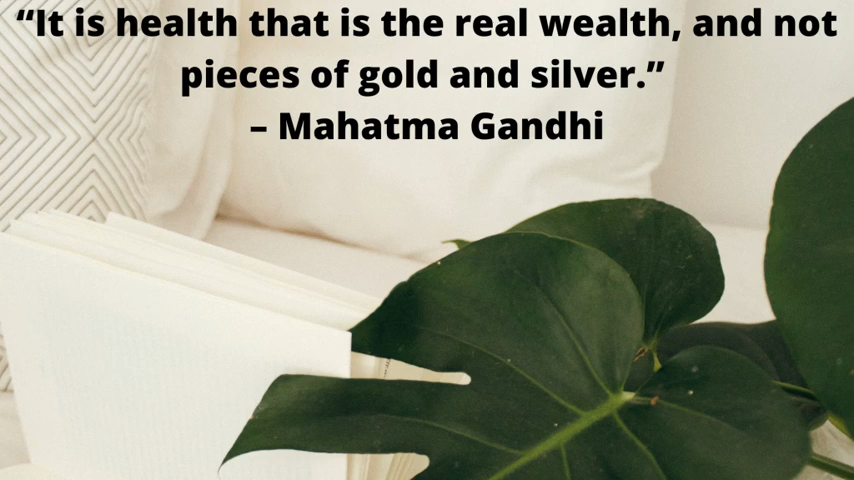 “It is health that is the real wealth, and not
pieces of gold and silver.”
– Mahatma Gandhi